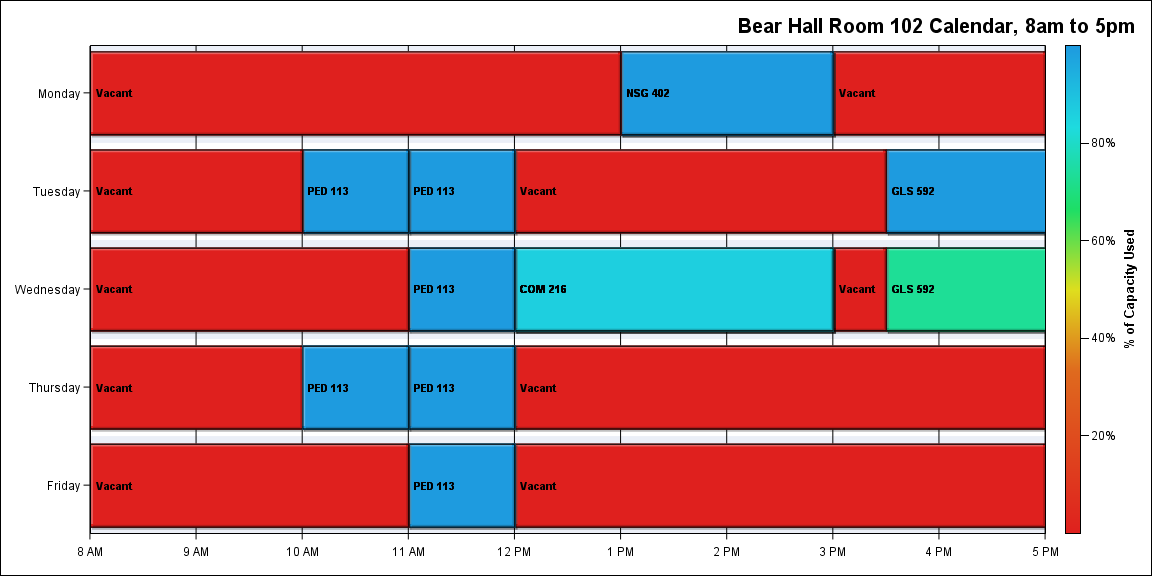 Bear Hall Room 102 Calendar, 8am to 5pm
Monday
Vacant
NSG 402
Vacant
Tuesday
Vacant
PED 113
PED 113
Vacant
GLS 592
Wednesday
Vacant
PED 113
COM 216
Vacant
GLS 592
Thursday
Vacant
PED 113
PED 113
Vacant
Friday
Vacant
PED 113
Vacant
8 AM
9 AM
10 AM
11 AM
12 PM
1 PM
2 PM
3 PM
4 PM
5 PM
80%
60%
40%
20%
% of Capacity Used